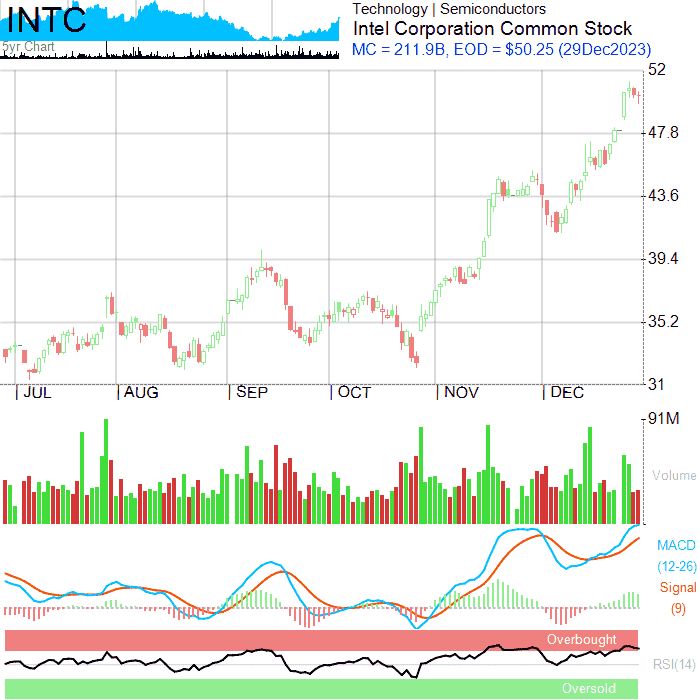 INTC
5yr Chart
Technology | Semiconductors
Intel Corporation Common Stock
MC = 211.9B, EOD = $50.25 (29Dec2023)
52
47.8
43.6
39.4
35.2
31
JUL AUG SEP OCT NOV DEC
91M
Volume
MACD
(12-26)
Signal
(9)
Overbought
RSI(14)
Oversold